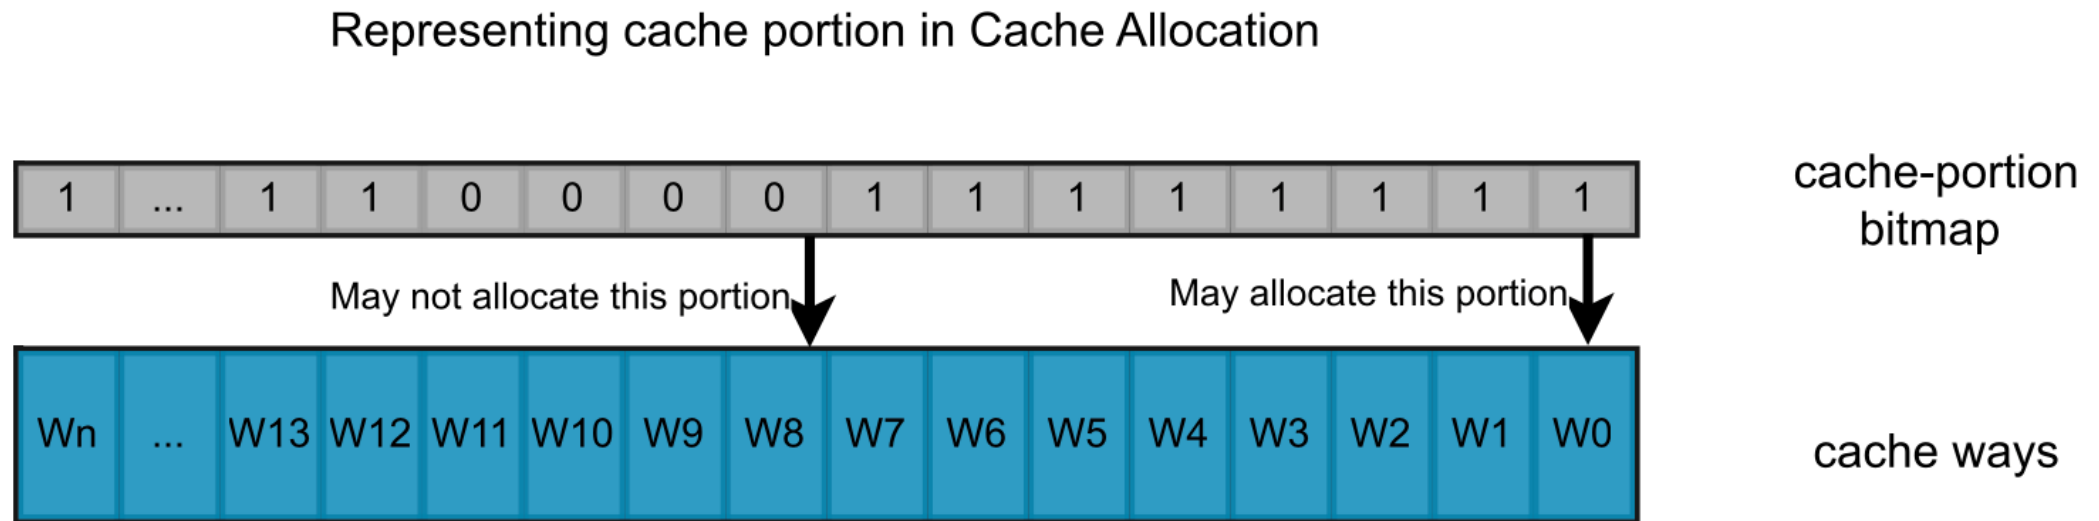 Representing cache portion in Cache Allocation
1 ... 1 1 0 0 0 0 1 1 1 1 1 1 1 1
cache-portion
bitmap
May not allocate this portion
May allocate this portion
Wn ... W13 W12 W11 W10 W9 W8 W7 W6 W5 W4 W3 W2 W1 W0
cache ways